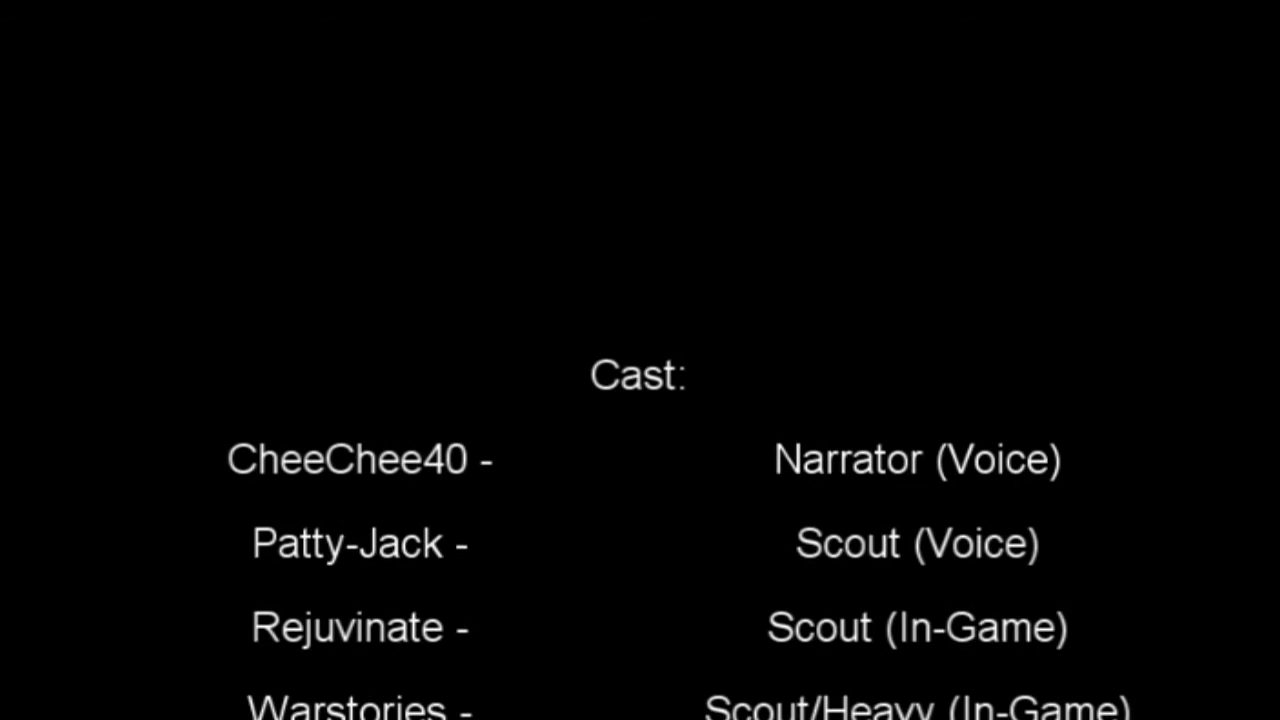 Cast:
CheeChee40 - Narrator (Voice)
Patty-Jack - Scout (Voice)
Rejuvinate - Scout (In-Game)
Warstories - Scout/Heavy (In-Game)